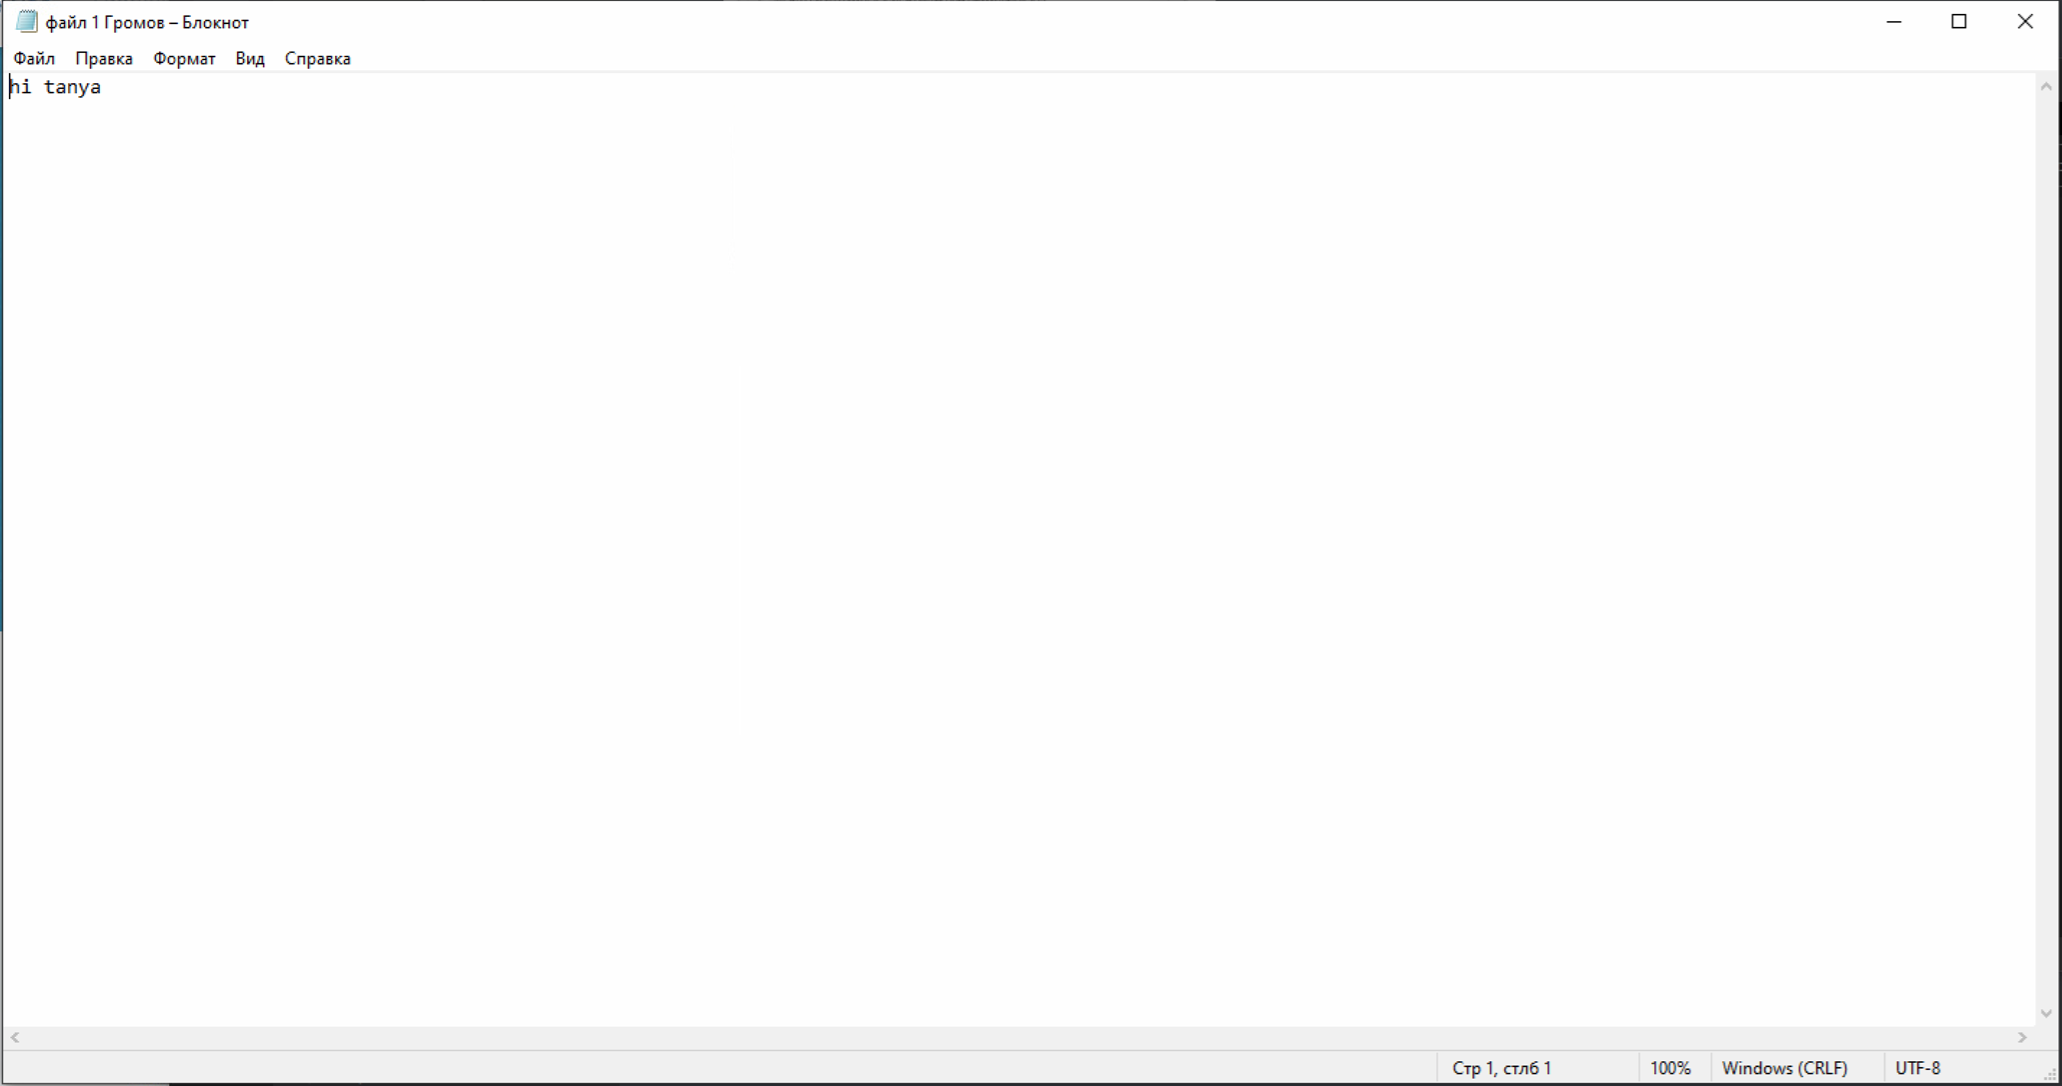 файл 1 Громов – Блокнот
Файл Правка Формат Вид Справка
hi tanya
Стр 1, стлб 1 100% Windows (CRLF) UTF-8